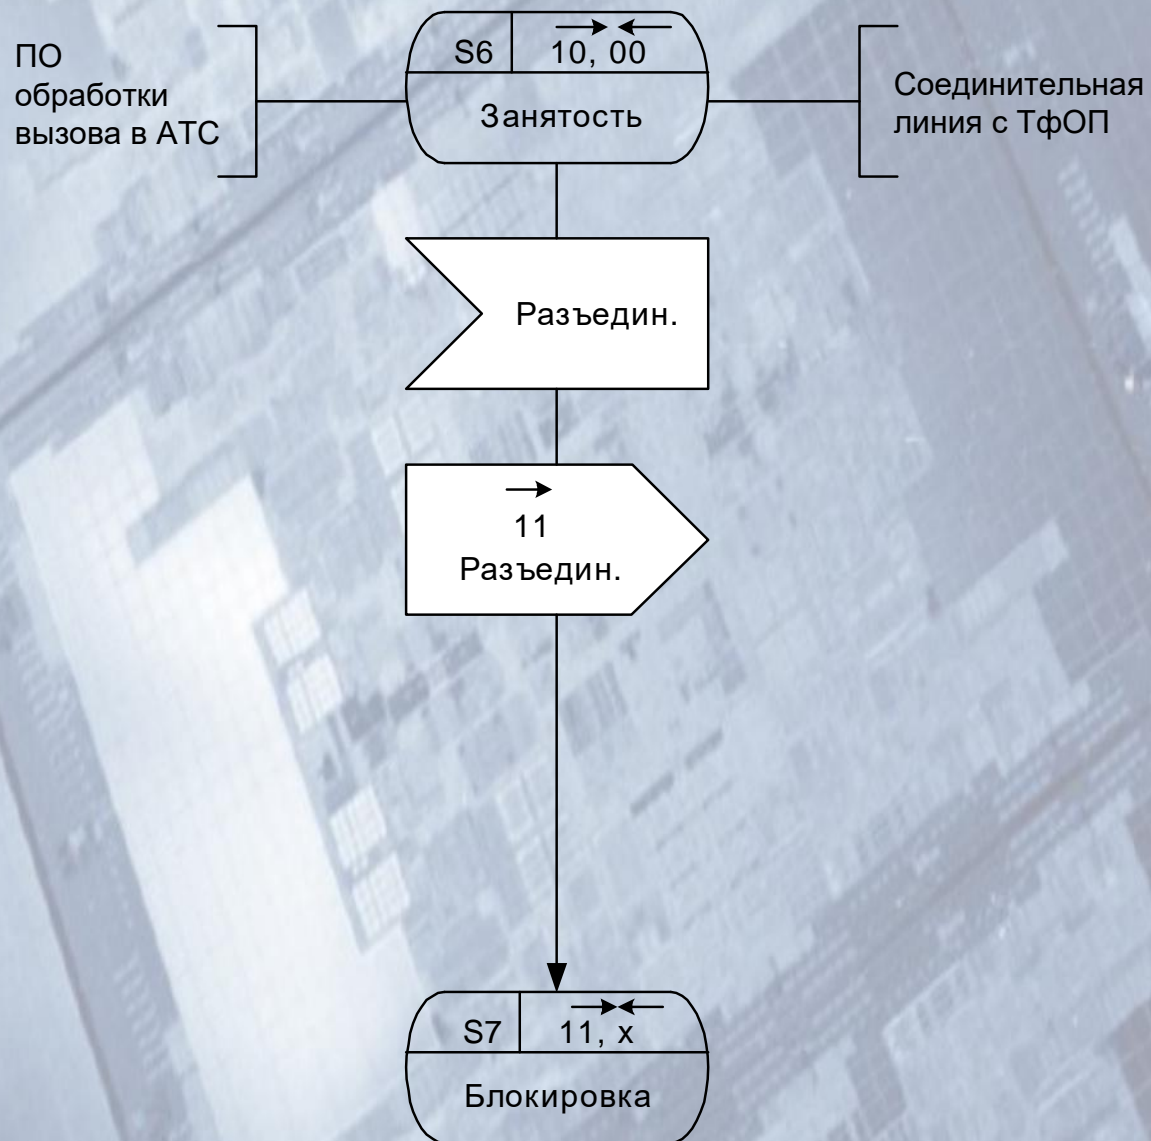 ПО
обработки
вызова в АТС
S6
10, 00
Занятость
Соединительная
линия с ТфОП
Разъедин.
11
Разъедин.
S7
11, x
Блокировка